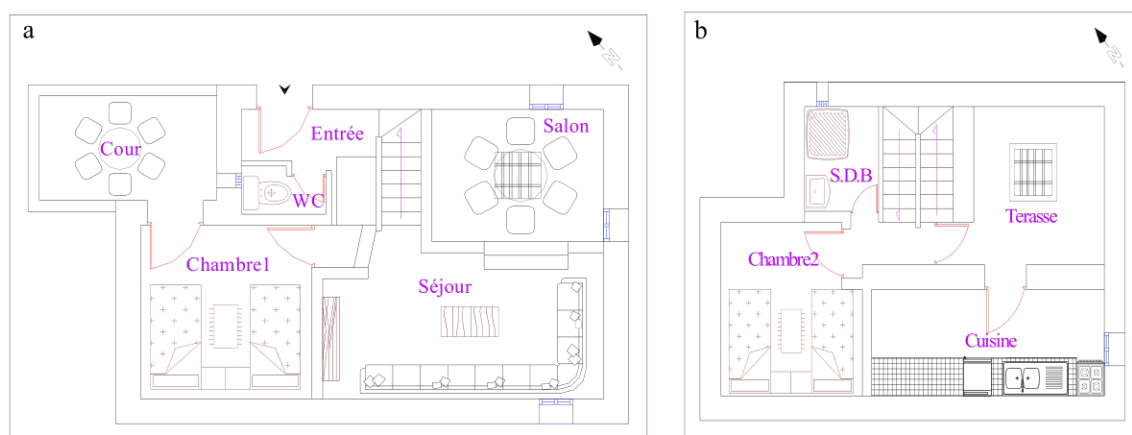 a
N
Cour
Entrée
Salon
WC
Chambre1
Séjour
b
N
S.D.B
Terasse
Chambre2
Cuisine